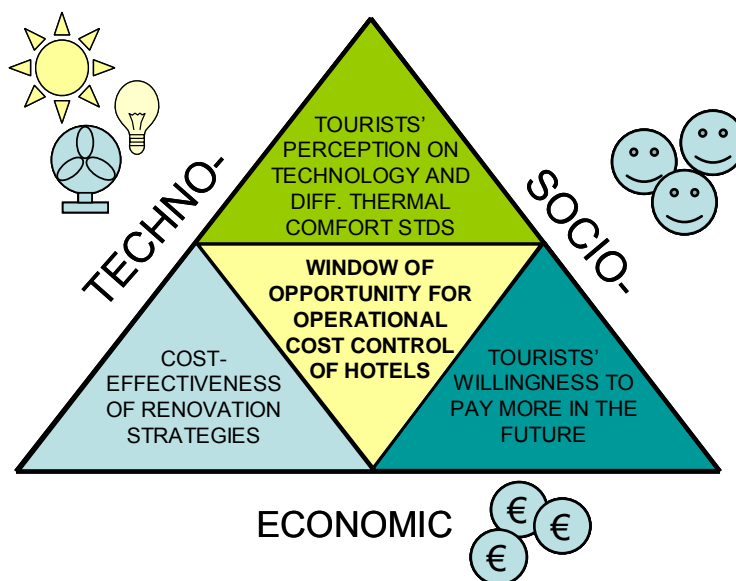 TOURISTS'
PERCEPTION ON
TECHNOLOGY AND
DIFF. THERMAL
COMFORT STDS
TECHNO-
SOCIO-
WINDOW OF
OPPORTUNITY FOR
OPERATIONAL
COST CONTROL
OF HOTELS
COST-
EFFECTIVENESS
OF RENOVATION
STRATEGIES
TOURISTS'
WILLINGNESS TO
PAY MORE IN THE
FUTURE
ECONOMIC
€
€
€